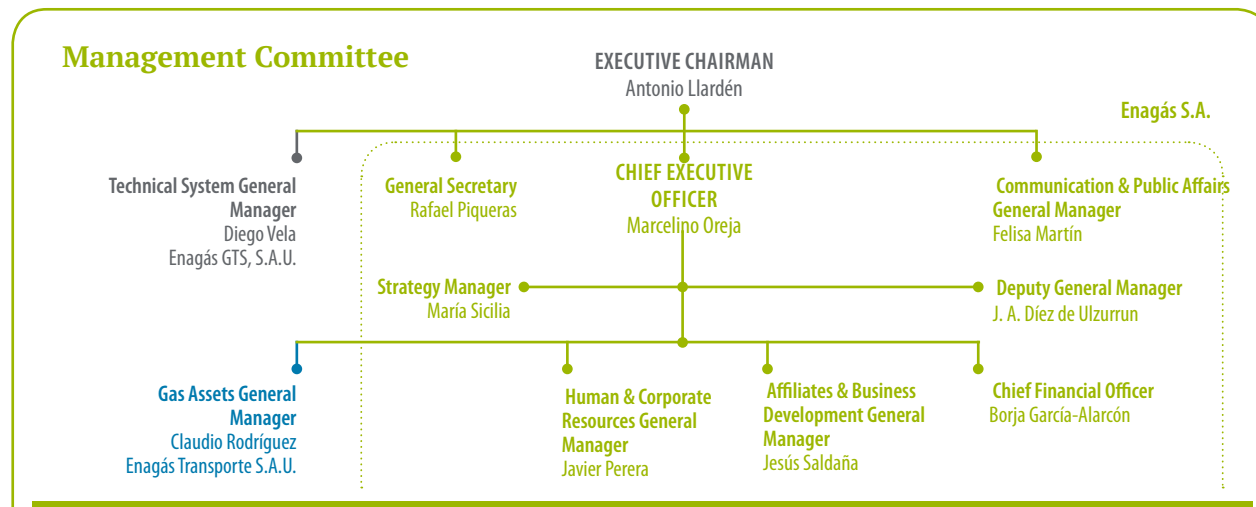 Management Committee
EXECUTIVE CHAIRMAN
Antonio Llardén
Enagás S.A.
Technical System General
Manager
Diego Vela
Enagás GTS, S.A.U.
General Secretary
Rafael Piqueras
CHIEF EXECUTIVE
OFFICER
Marcelino Oreja
Communication & Public Affairs
General Manager
Felisa Martín
Strategy Manager
María Sicilia
Deputy General Manager
J. A. Díez de Ulzurrun
Gas Assets General
Manager
Claudio Rodríguez
Enagás Transporte S.A.U.
Human & Corporate
Resources General
Manager
Javier Perera
Affiliates & Business
Development General
Manager
Jesús Saldaña
Chief Financial Officer
Borja García-Alarcón